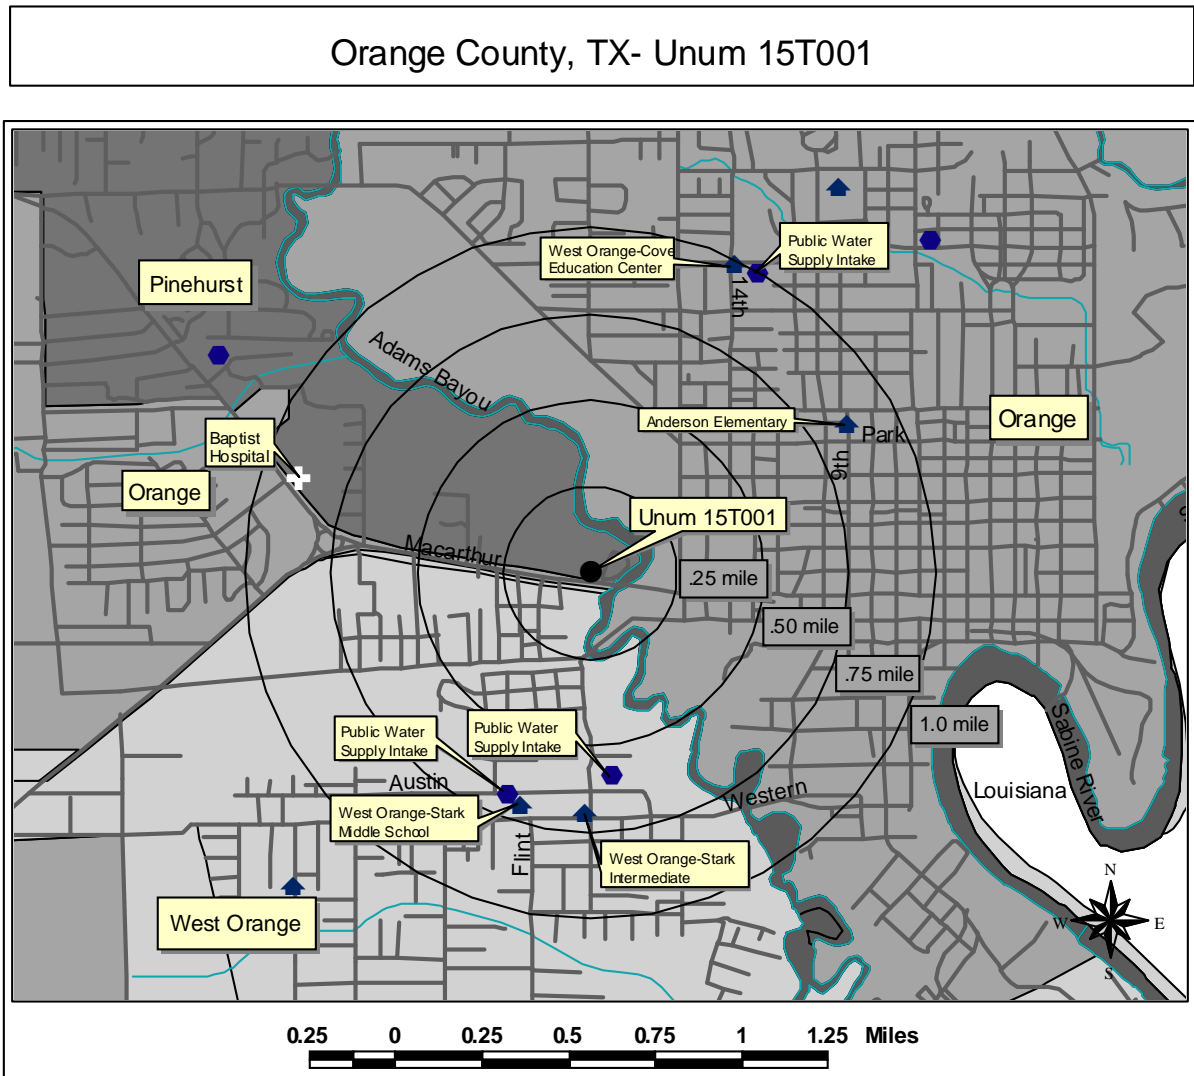 Orange County, TX- Unum 15T001
West Orange-Cove
Education Center
Public Water
Supply Intake
Pinehurst
14th
Adams Bayou
Anderson Elementary
Park
Orange
9th
Baptist
Hospital
Orange
Unum 15T001
Macarthur
.25 mile
.50 mile
.75 mile
1.0 mile
Public Water
Supply Intake
Public Water
Supply Intake
Austin
Western
Sabine River
Louisiana
West Orange-Stark
Middle School
Flint
West Orange-Stark
Intermediate
West Orange
N
W
E
S
0.25 0 0.25 0.5 0.75 1 1.25 Miles